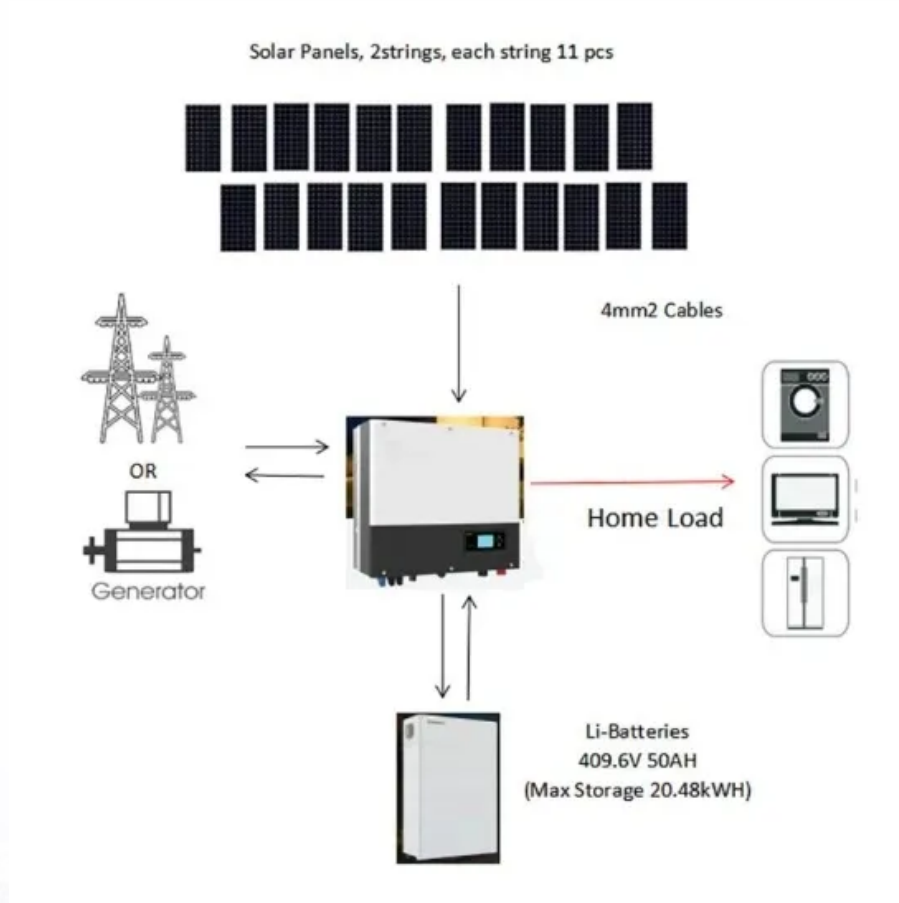 Solar Panels, 2strings, each string 11 pcs
4mm2 Cables
OR
Generator
Home Load
Li-Batteries
409.6V 50AH
(Max Storage 20.48kWH)